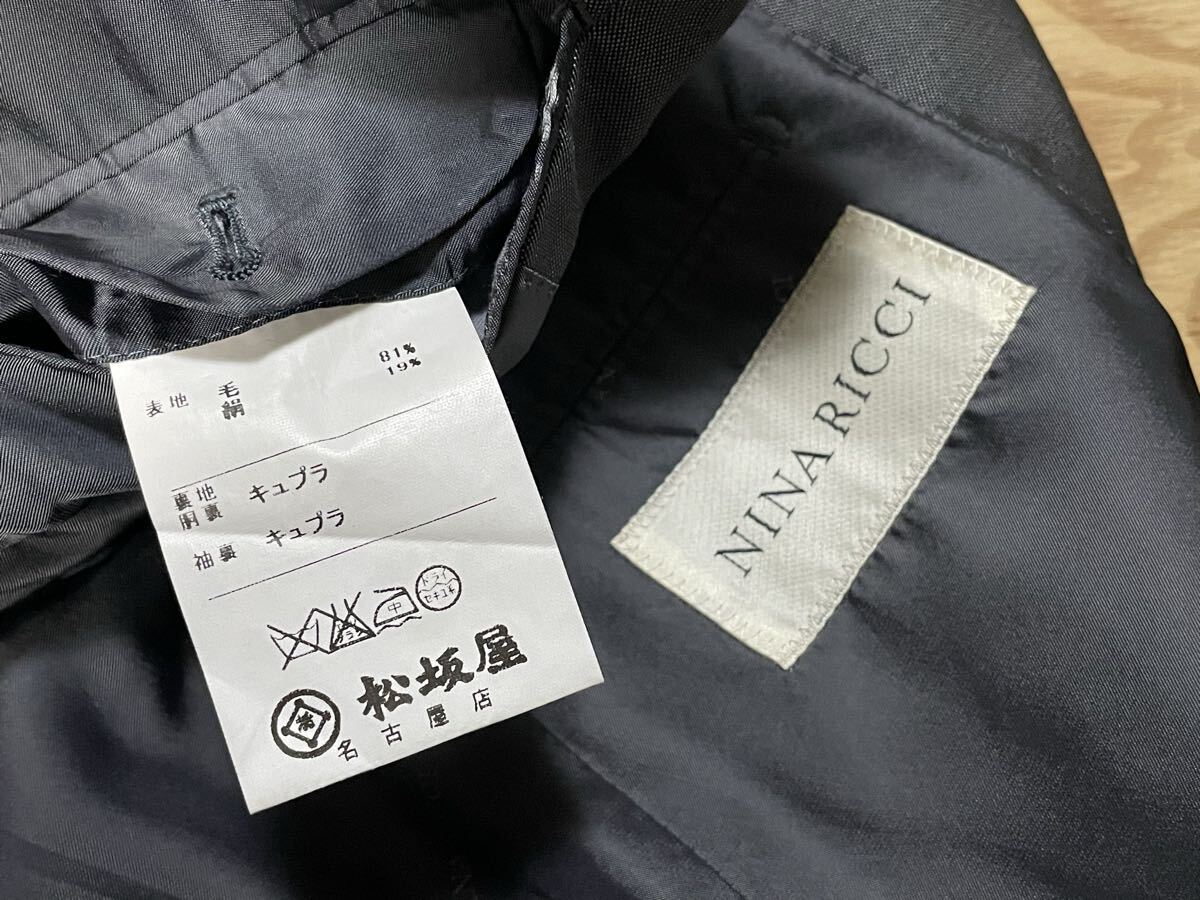 表地 毛 81%
絹 19%
裏地 キュプラ
胴裏
袖裏 キュプラ
中
ドライ
セキユ系
松坂屋
名古屋店
NINA RICCI